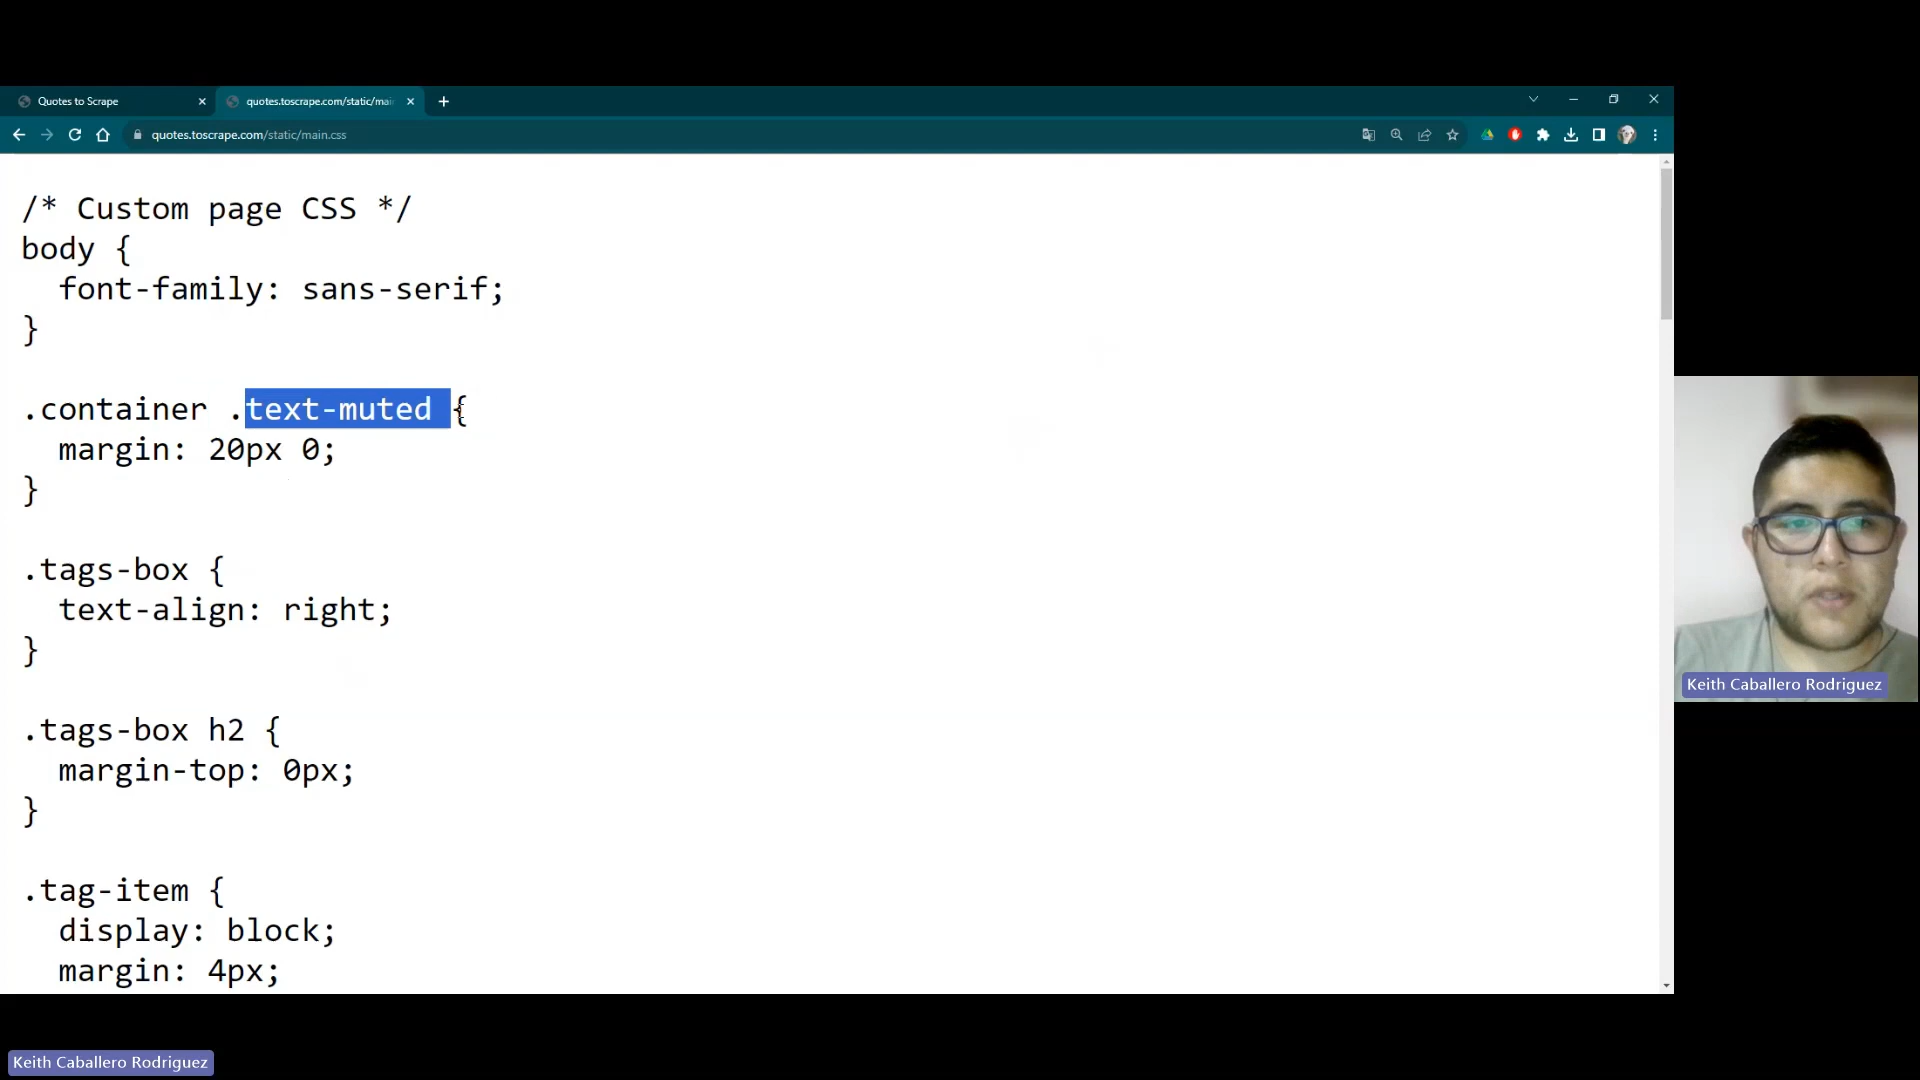 Quotes to Scrape
quotes.toscrape.com/static/mai
quotes.toscrape.com/static/main.css
/* Custom page CSS */
body {
  font-family: sans-serif;
}
.container .text-muted {
  margin: 20px 0;
}
.tags-box {
  text-align: right;
}
.tags-box h2 {
  margin-top: 0px;
}
.tag-item {
  display: block;
  margin: 4px;
Keith Caballero Rodriguez
Keith Caballero Rodriguez